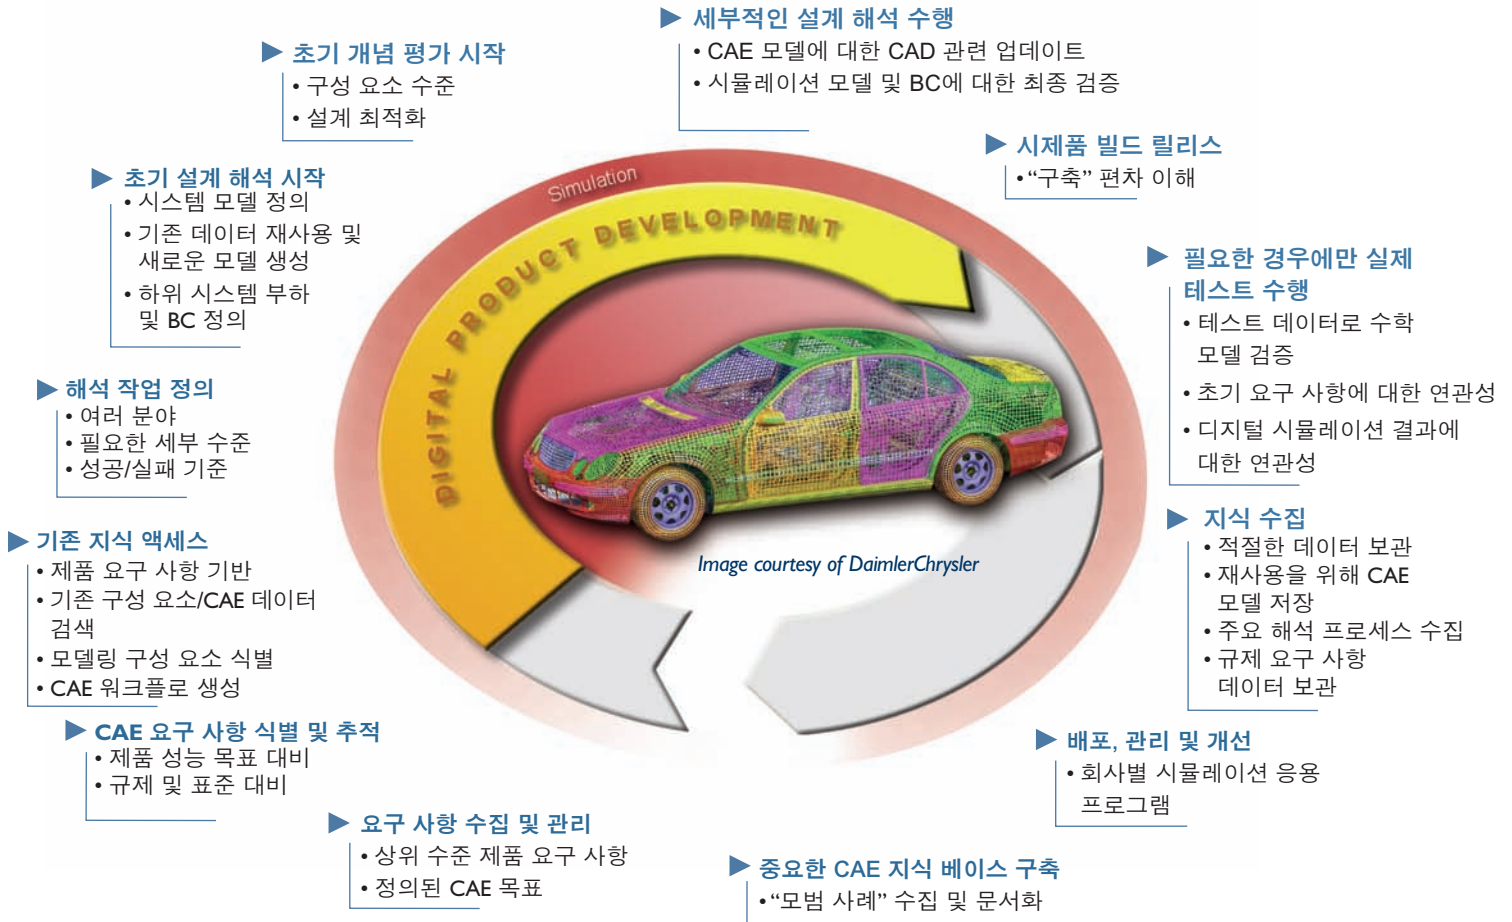 세부적인 설계 해석 수행
• CAE 모델에 대한 CAD 관련 업데이트
• 시뮬레이션 모델 및 BC에 대한 최종 검증
초기 개념 평가 시작
• 구성 요소 수준
• 설계 최적화
시제품 빌드 릴리스
• “구축” 편차 이해
초기 설계 해석 시작
• 시스템 모델 정의
• 기존 데이터 재사용 및
새로운 모델 생성
• 하위 시스템 부하
및 BC 정의
Simulation
DIGITAL PRODUCT DEVELOPMENT
필요한 경우에만 실제
테스트 수행
• 테스트 데이터로 수학
모델 검증
• 초기 요구 사항에 대한 연관성
• 디지털 시뮬레이션 결과에
대한 연관성
해석 작업 정의
• 여러 분야
• 필요한 세부 수준
• 성공/실패 기준
기존 지식 액세스
• 제품 요구 사항 기반
• 기존 구성 요소/CAE 데이터
검색
• 모델링 구성 요소 식별
• CAE 워크플로 생성
Image courtesy of DaimlerChrysler
지식 수집
• 적절한 데이터 보관
• 재사용을 위해 CAE
모델 저장
• 주요 해석 프로세스 수집
• 규제 요구 사항
데이터 보관
CAE 요구 사항 식별 및 추적
• 제품 성능 목표 대비
• 규제 및 표준 대비
배포, 관리 및 개선
• 회사별 시뮬레이션 응용
프로그램
요구 사항 수집 및 관리
• 상위 수준 제품 요구 사항
• 정의된 CAE 목표
중요한 CAE 지식 베이스 구축
• “모범 사례” 수집 및 문서화